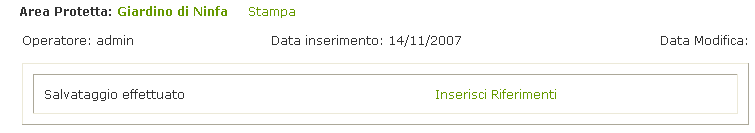 Area Protetta: Giardino di Ninfa Stampa
Operatore: admin Data inserimento: 14/11/2007 Data Modifica:
Salvataggio effettuato Inserisci Riferimenti